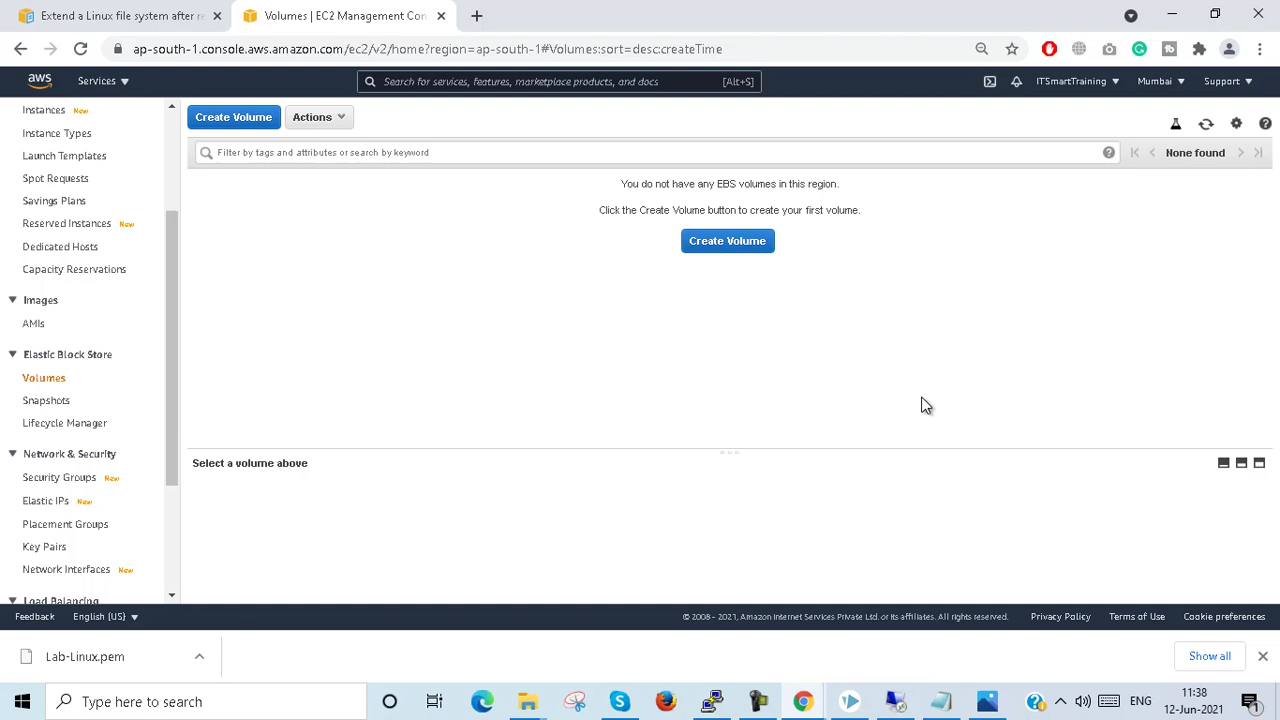 Extend a Linux file system after r
Volumes | EC2 Management Con
ap-south-1.console.aws.amazon.com/ec2/v2/home?region=ap-south-1#Volumes:sort=desc:createTime
aws
Services
Search for services, features, marketplace products, and docs
[Alt+S]
ITSmartTraining
Mumbai
Support
Instances New
Instance Types
Launch Templates
Spot Requests
Savings Plans
Reserved Instances New
Dedicated Hosts
Capacity Reservations
Images
AMIs
Elastic Block Store
Volumes
Snapshots
Lifecycle Manager
Network & Security
Security Groups New
Elastic IPs New
Placement Groups
Key Pairs
Network Interfaces New
Load Balancing
Create Volume
Actions
Filter by tags and attributes or search by keyword
None found
You do not have any EBS volumes in this region.
Click the Create Volume button to create your first volume.
Create Volume
Select a volume above
Feedback
English (US)
© 2008 - 2021, Amazon Internet Services Private Ltd. or its affiliates. All rights reserved.
Privacy Policy
Terms of Use
Cookie preferences
Lab-Linux.pem
Show all
Type here to search
ENG
11:38
12-Jun-2021